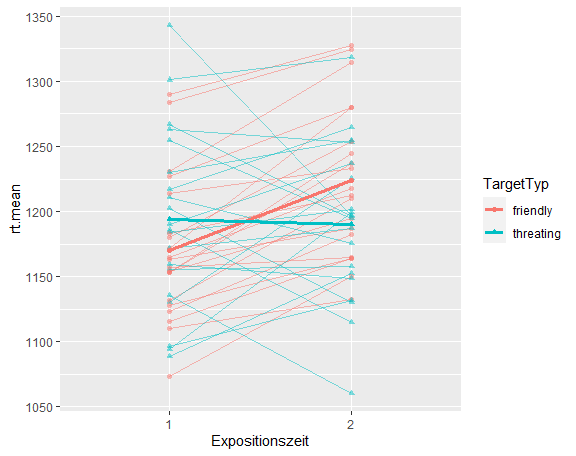 1350
1300
1250
1200
1150
1100
1050
rt.mean
1
2
Expositionszeit
TargetTyp
friendly
threating